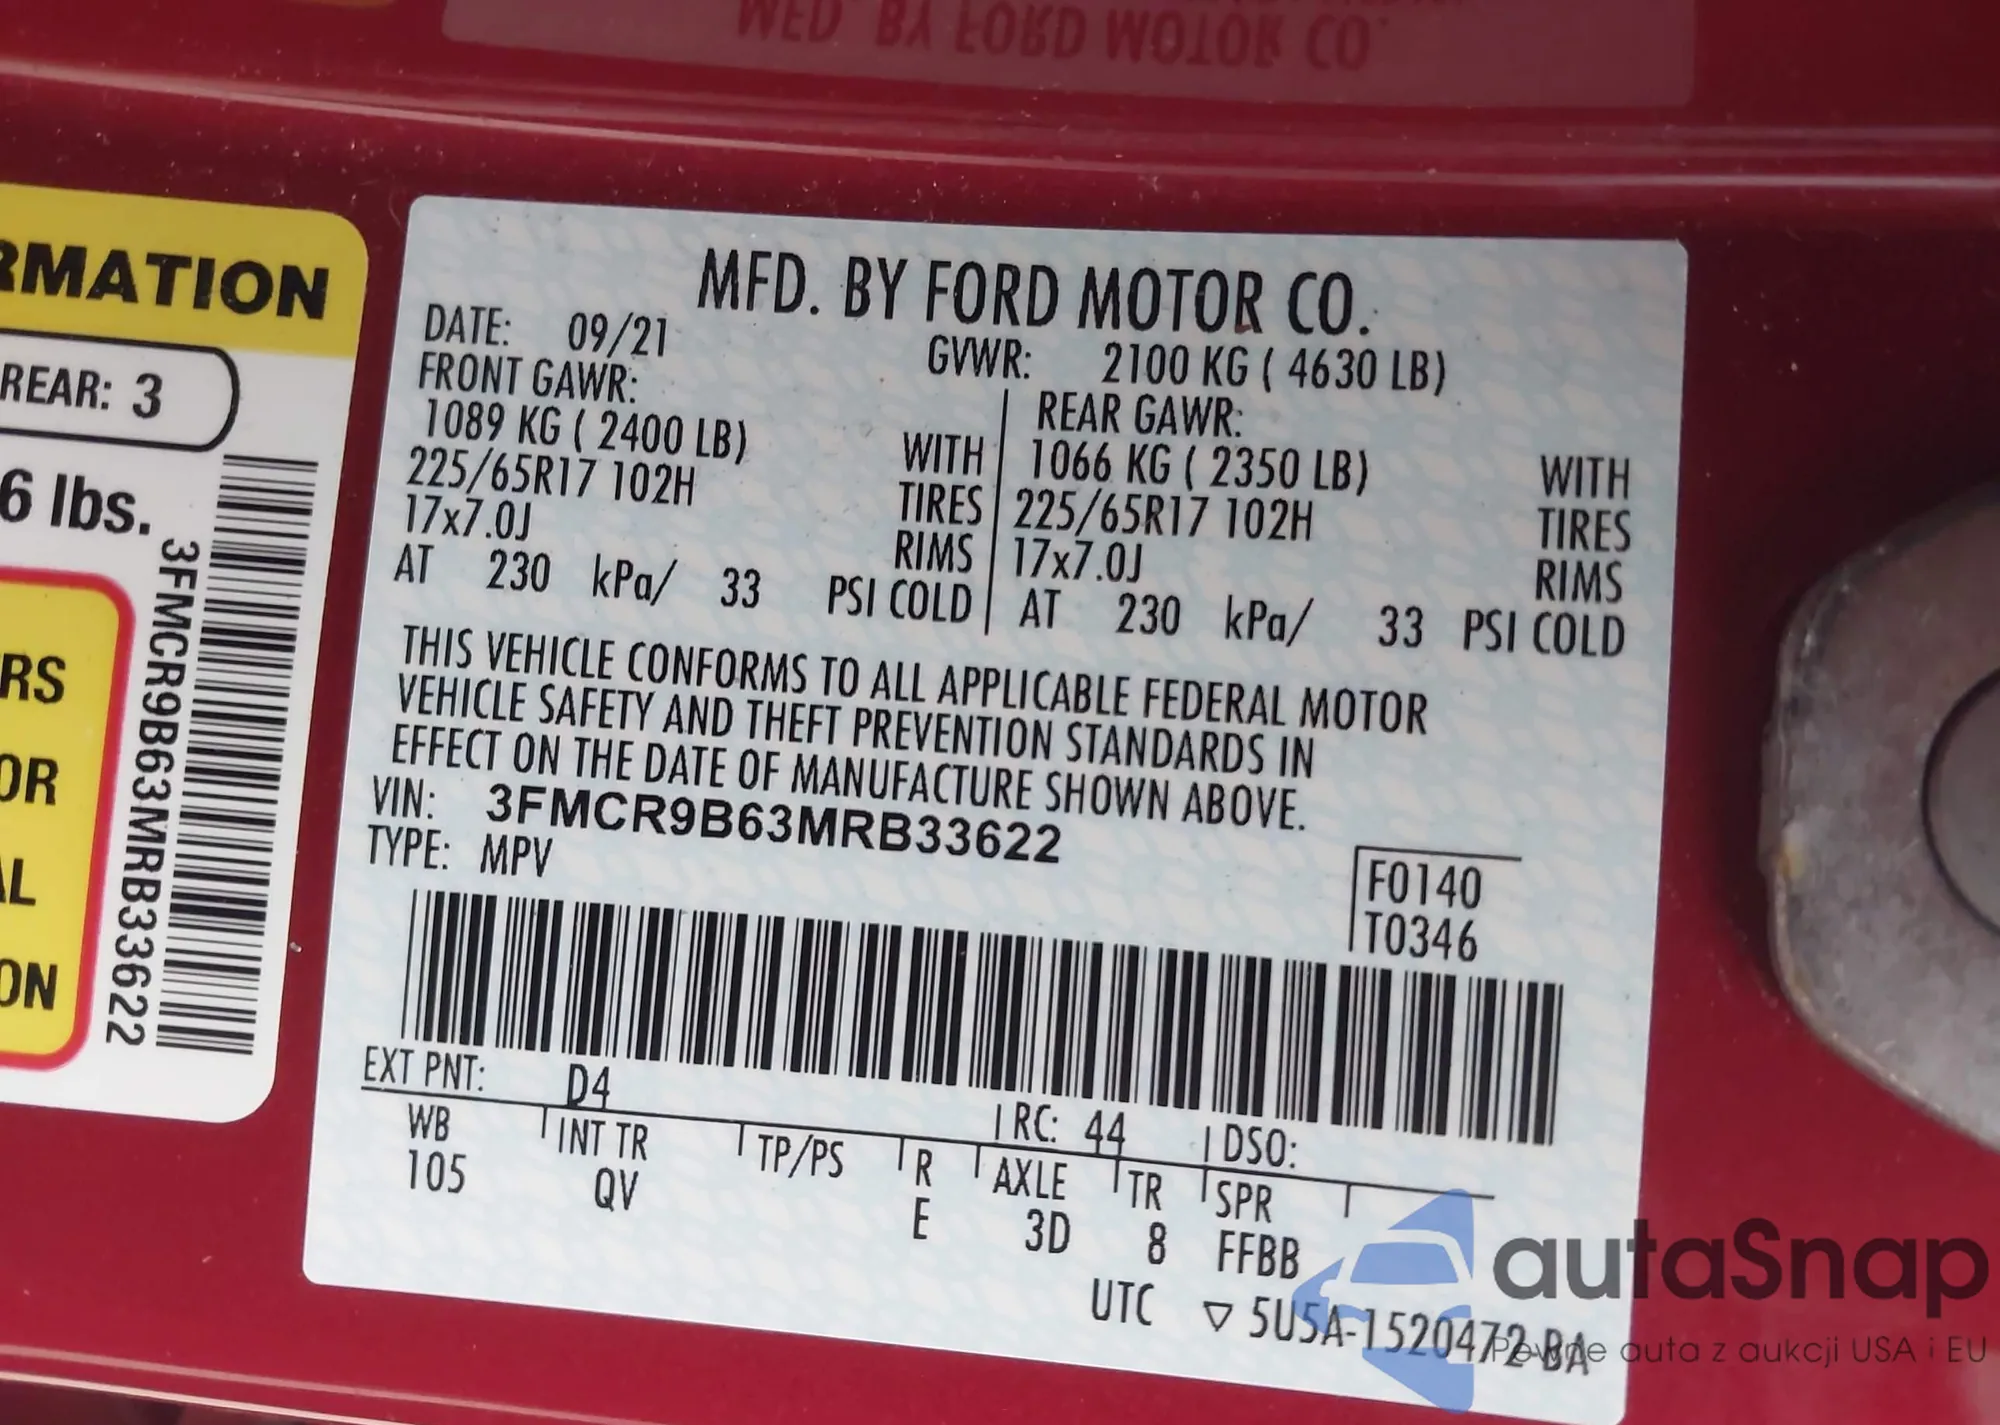 RMATION
REAR: 3
6 lbs.
RS
OR
AL
ON
3FMCR9B63MRB33622
MFD. BY FORD MOTOR CO.
DATE: 09/21 GVWR: 2100 KG ( 4630 LB)
FRONT GAWR: REAR GAWR:
1089 KG ( 2400 LB) WITH 1066 KG ( 2350 LB) WITH
225/65R17 102H TIRES 225/65R17 102H TIRES
17x7.0J RIMS 17x7.0J RIMS
AT 230 kPa/ 33 PSI COLD AT 230 kPa/ 33 PSI COLD
THIS VEHICLE CONFORMS TO ALL APPLICABLE FEDERAL MOTOR
VEHICLE SAFETY AND THEFT PREVENTION STANDARDS IN
EFFECT ON THE DATE OF MANUFACTURE SHOWN ABOVE.
VIN: 3FMCR9B63MRB33622
TYPE: MPV
F0140
T0346
EXT PNT: D4 RC: 44 DSO:
WB INT TR TP/PS R AXLE TR SPR
105 QV E 3D 8 FFBB
UTC ▽ 5U5A-1520472-BA
autaSnap
Pewne auta z aukcji USA i EU